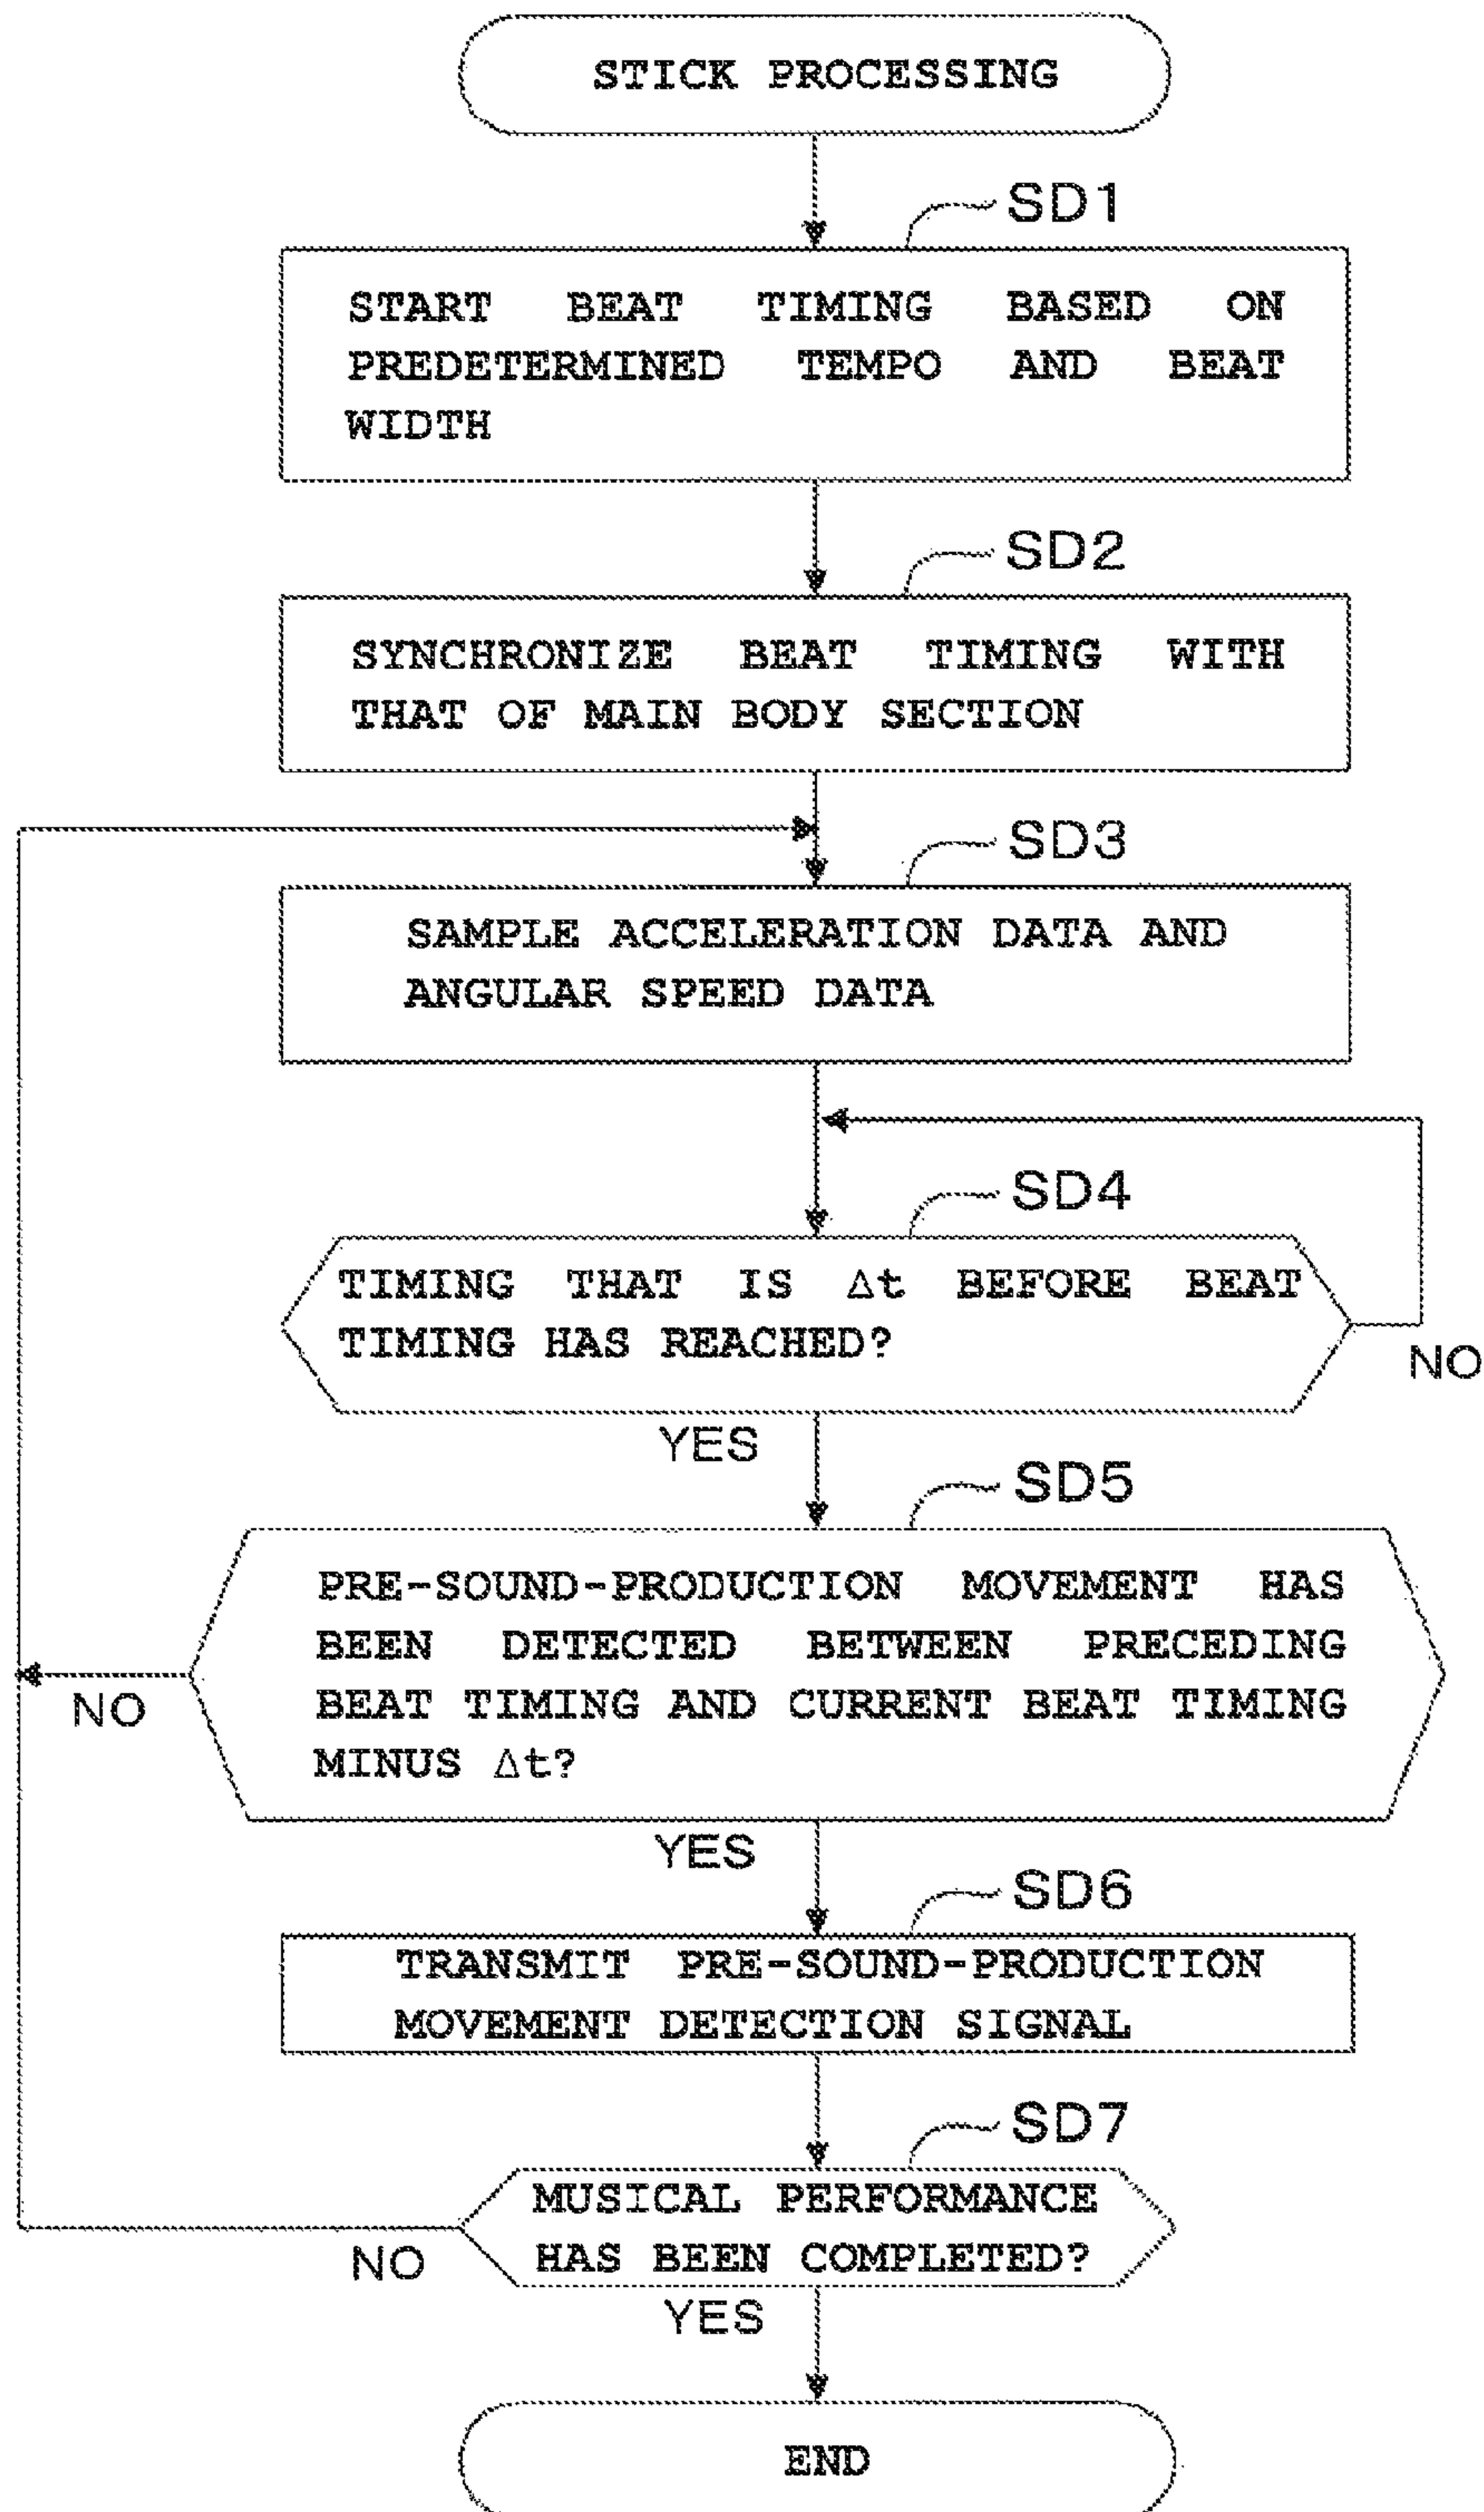 STICK PROCESSING
SD1
START BEAT TIMING BASED ON
PREDETERMINED TEMPO AND BEAT
WIDTH
SD2
SYNCHRONIZE BEAT TIMING WITH
THAT OF MAIN BODY SECTION
SD3
SAMPLE ACCELERATION DATA AND
ANGULAR SPEED DATA
SD4
TIMING THAT IS Δt BEFORE BEAT
TIMING HAS REACHED?
NO
YES
SD5
PRE-SOUND-PRODUCTION MOVEMENT HAS
BEEN DETECTED BETWEEN PRECEDING
BEAT TIMING AND CURRENT BEAT TIMING
MINUS Δt?
NO
YES
SD6
TRANSMIT PRE-SOUND-PRODUCTION
MOVEMENT DETECTION SIGNAL
SD7
MUSICAL PERFORMANCE
HAS BEEN COMPLETED?
NO
YES
END